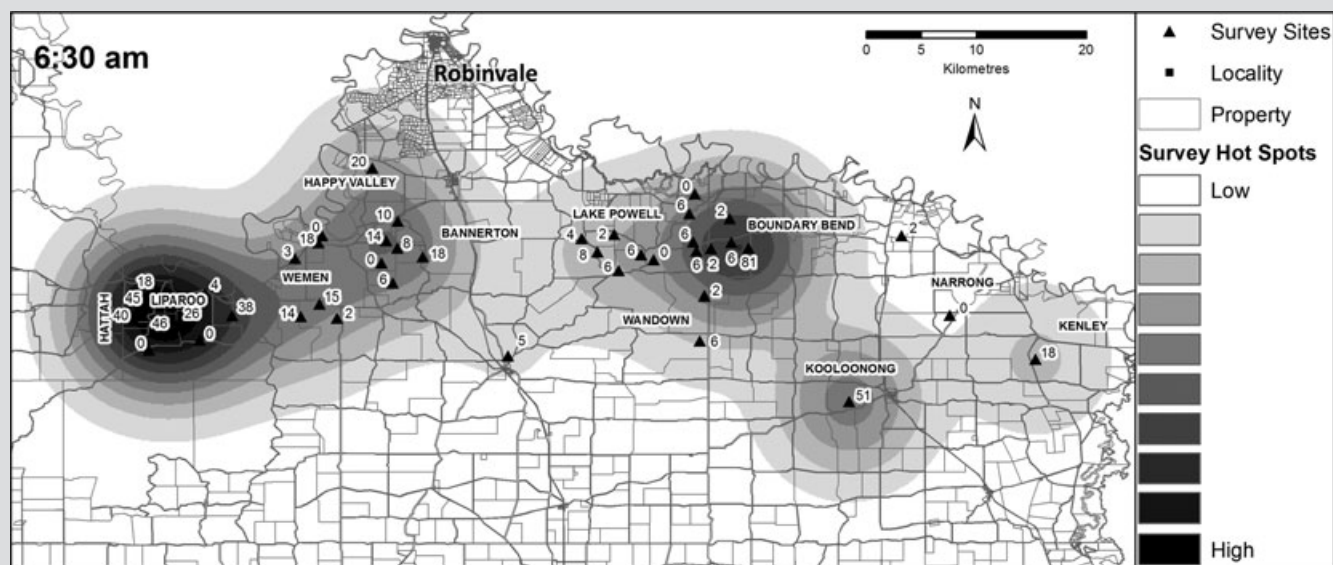 6:30 am
Robinvale
0 5 10 20
Kilometres
N
20
HAPPY VALLEY
0
18
3
10
14
8
0
18
6
BANNERTON
WEMEN
15
14
2
18
4
45
LIPAROO
38
40
26
46
0
0
HATTAH
5
0
6
2
LAKE POWELL
BOUNDARY BEND
4
2
8
6
0
6
6
6
2
6
81
2
WANDOWN
6
2
NARRONG
0
KENLEY
18
KOOLOONONG
51
Survey Sites
Locality
Property
Survey Hot Spots
Low
High